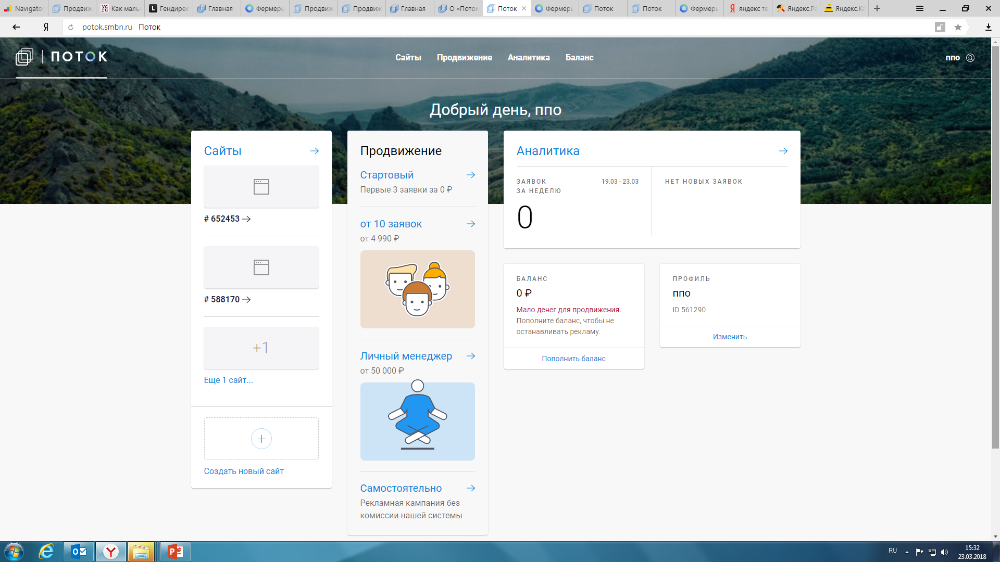 Navigator
Продвиж
Как малы
Гендирек
Главная
Фермеры
Продвиж
Продвиж
Главная
О «Поток
Поток
Фермеры
Поток
Поток
Фермеры
яндекс те
Яндекс.Ра
Яндекс.Ка
potok.smbn.ru Поток
ПОТОК
Сайты
Продвижение
Аналитика
Баланс
ппо
Добрый день, ппо
Сайты
# 652453
# 588170
+1
Еще 1 сайт...
Создать новый сайт
Продвижение
Стартовый
Первые 3 заявки за 0 ₽
от 10 заявок
от 4 990 ₽
Личный менеджер
от 50 000 ₽
Самостоятельно
Рекламная кампания без
комиссии нашей системы
Аналитика
ЗАЯВОК
ЗА НЕДЕЛЮ
19.03 - 23.03
0
НЕТ НОВЫХ ЗАЯВОК
БАЛАНС
0 ₽
Мало денег для продвижения.
Пополните баланс, чтобы не
останавливать рекламу.
Пополнить баланс
ПРОФИЛЬ
ппо
ID 561290
Изменить
RU
15:32
23.03.2018